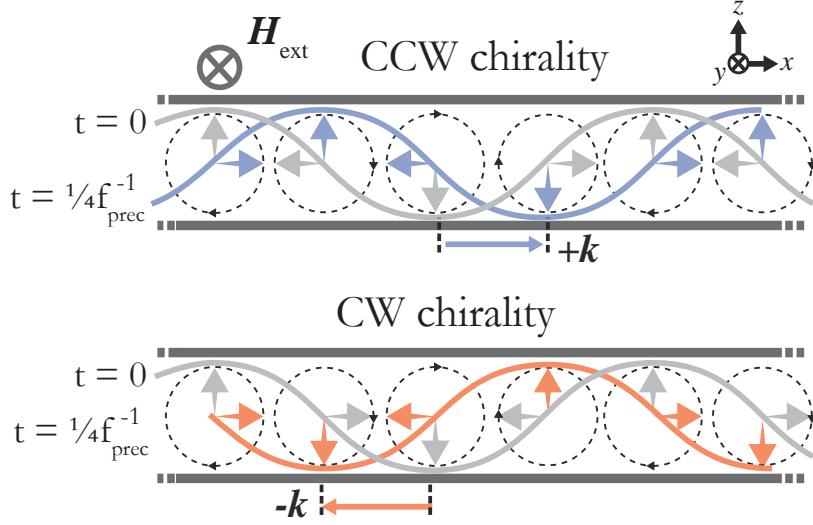 H_ext
CCW chirality
z
y x
t = 0
t = ¼f_prec^-1
+k
CW chirality
t = 0
t = ¼f_prec^-1
-k